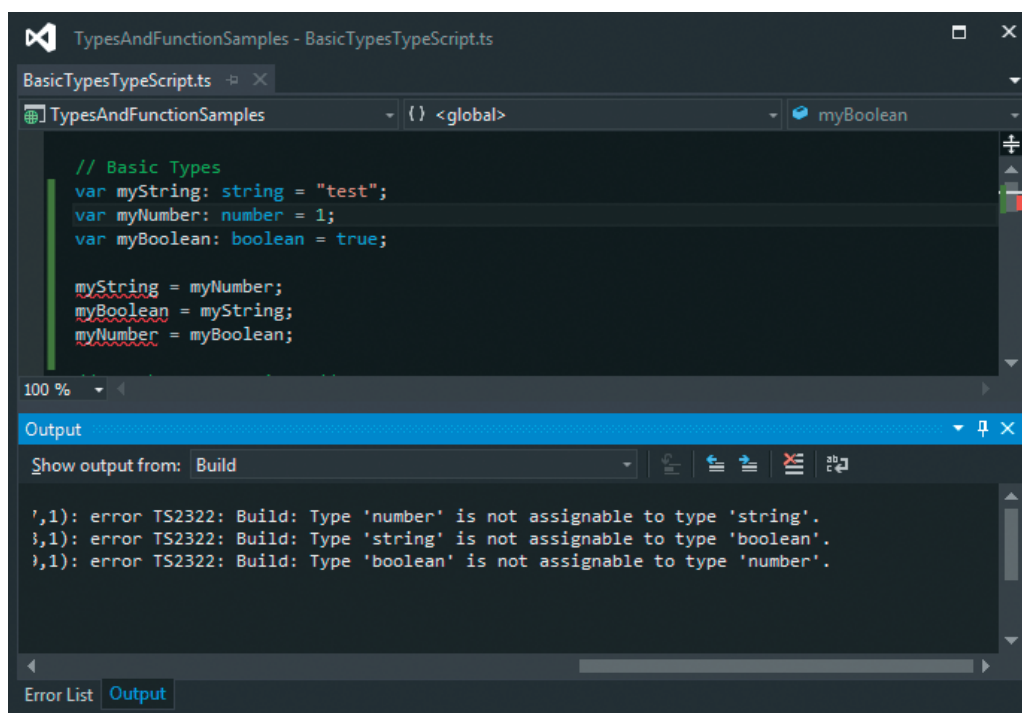 TypesAndFunctionSamples - BasicTypesTypeScript.ts
BasicTypesTypeScript.ts
TypesAndFunctionSamples
{} <global>
myBoolean
// Basic Types
var myString: string = "test";
var myNumber: number = 1;
var myBoolean: boolean = true;
myString = myNumber;
myBoolean = myString;
myNumber = myBoolean;
100 %
Output
Show output from: Build
,1): error TS2322: Build: Type 'number' is not assignable to type 'string'.
,1): error TS2322: Build: Type 'string' is not assignable to type 'boolean'.
,1): error TS2322: Build: Type 'boolean' is not assignable to type 'number'.
Error List
Output